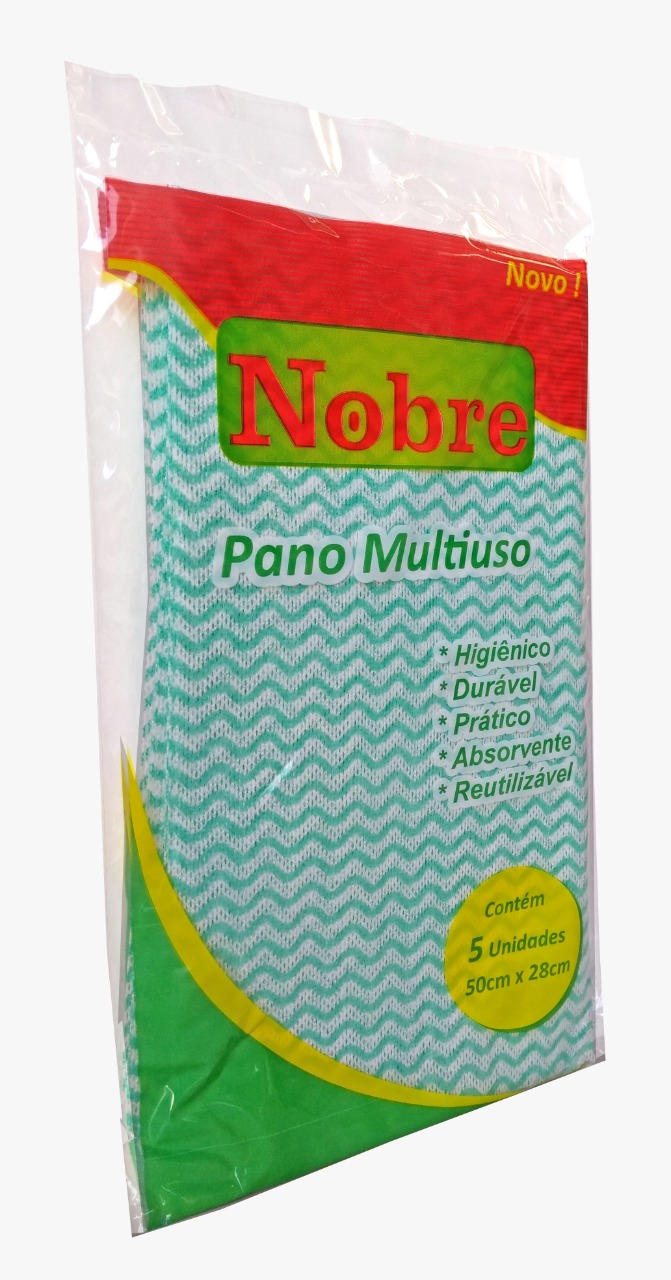 Novo !
Nobre
Pano Multiuso
* Higiênico
* Durável
* Prático
* Absorvente
* Reutilizável
Contém
5 Unidades
50cm x 28cm